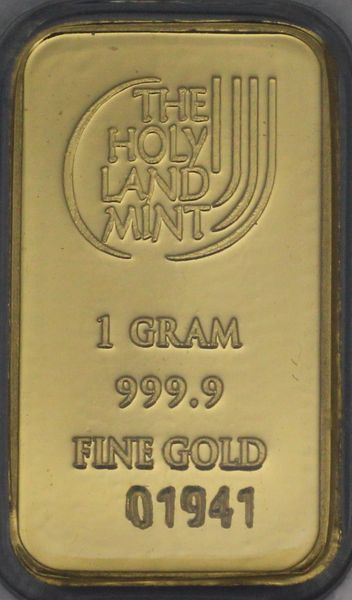 THE
HOLY
LAND
MINT
1 GRAM
999.9
FINE GOLD
01941